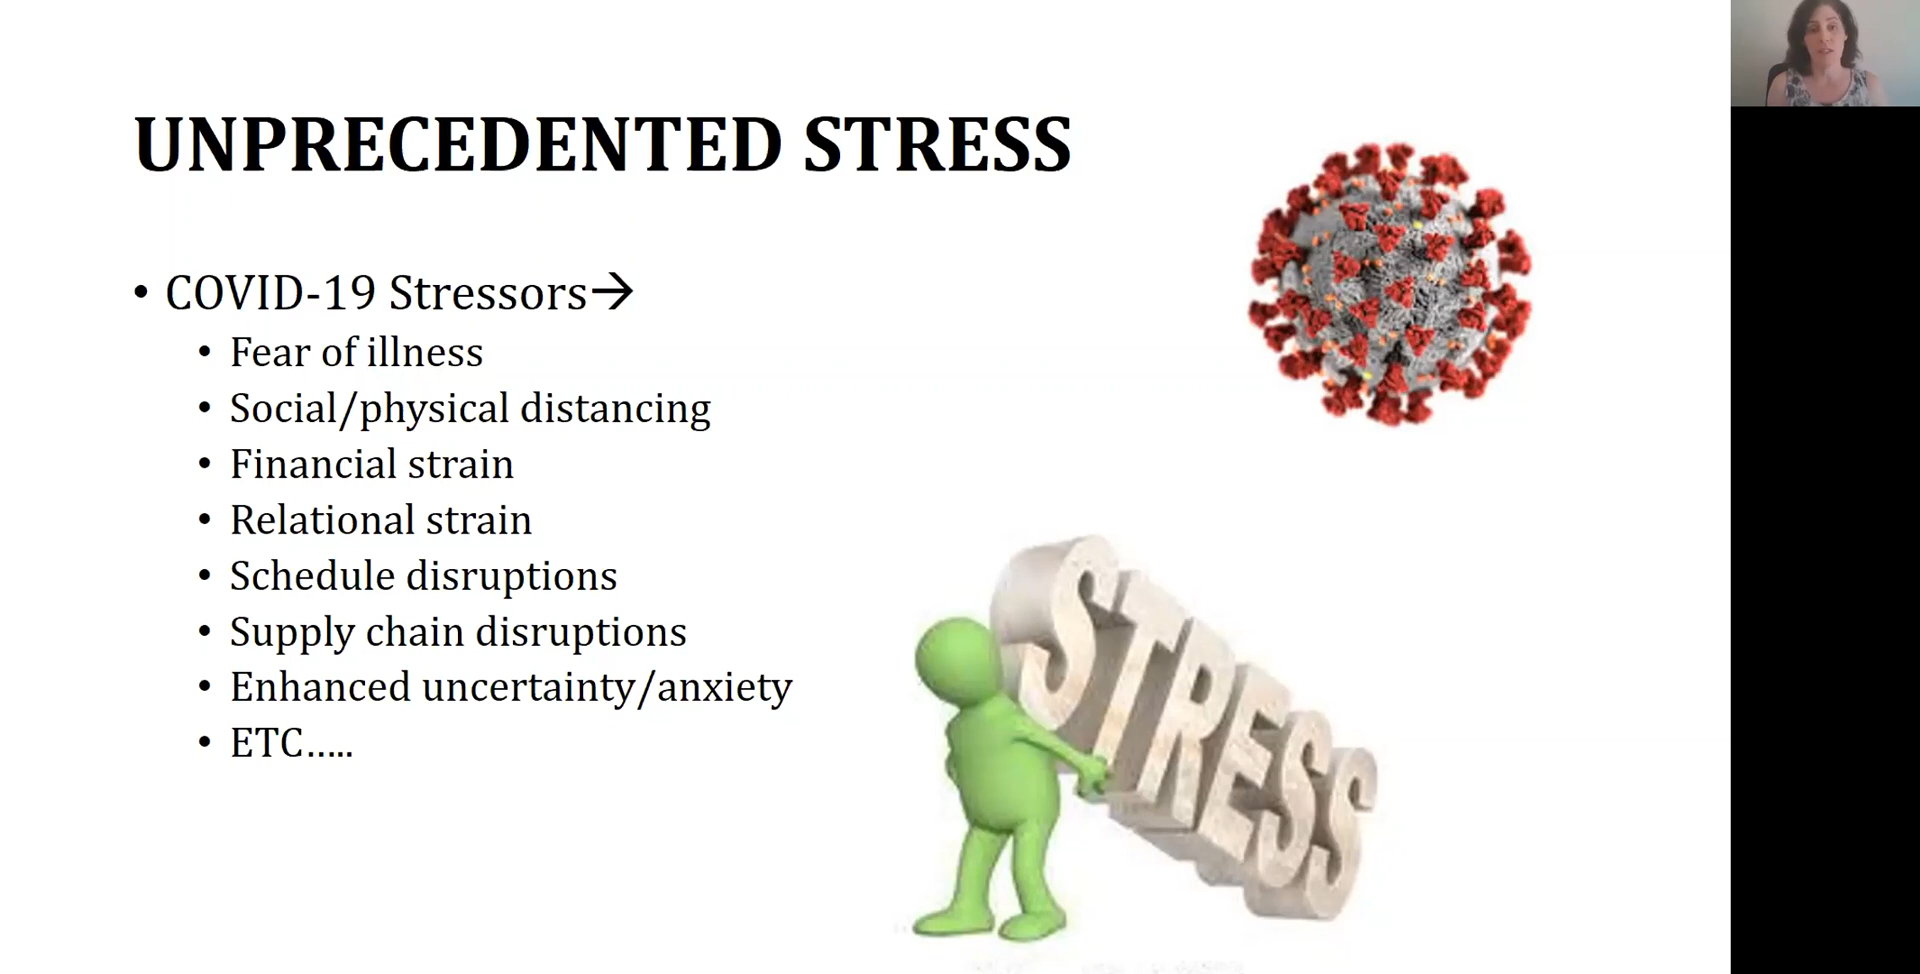 UNPRECEDENTED STRESS
• COVID-19 Stressors→
• Fear of illness
• Social/physical distancing
• Financial strain
• Relational strain
• Schedule disruptions
• Supply chain disruptions
• Enhanced uncertainty/anxiety
• ETC.....
STRESS